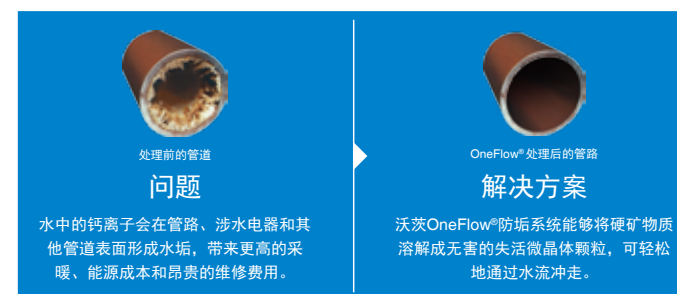 处理前的管道
问题
水中的钙离子会在管路、涉水电器和其
他管道表面形成水垢，带来更高的采
暖、能源成本和昂贵的维修费用。
OneFlow®处理后的管路
解决方案
沃茨OneFlow®防垢系统能够将硬矿物质
溶解成无害的失活微晶体颗粒，可轻松
地通过水流冲走。